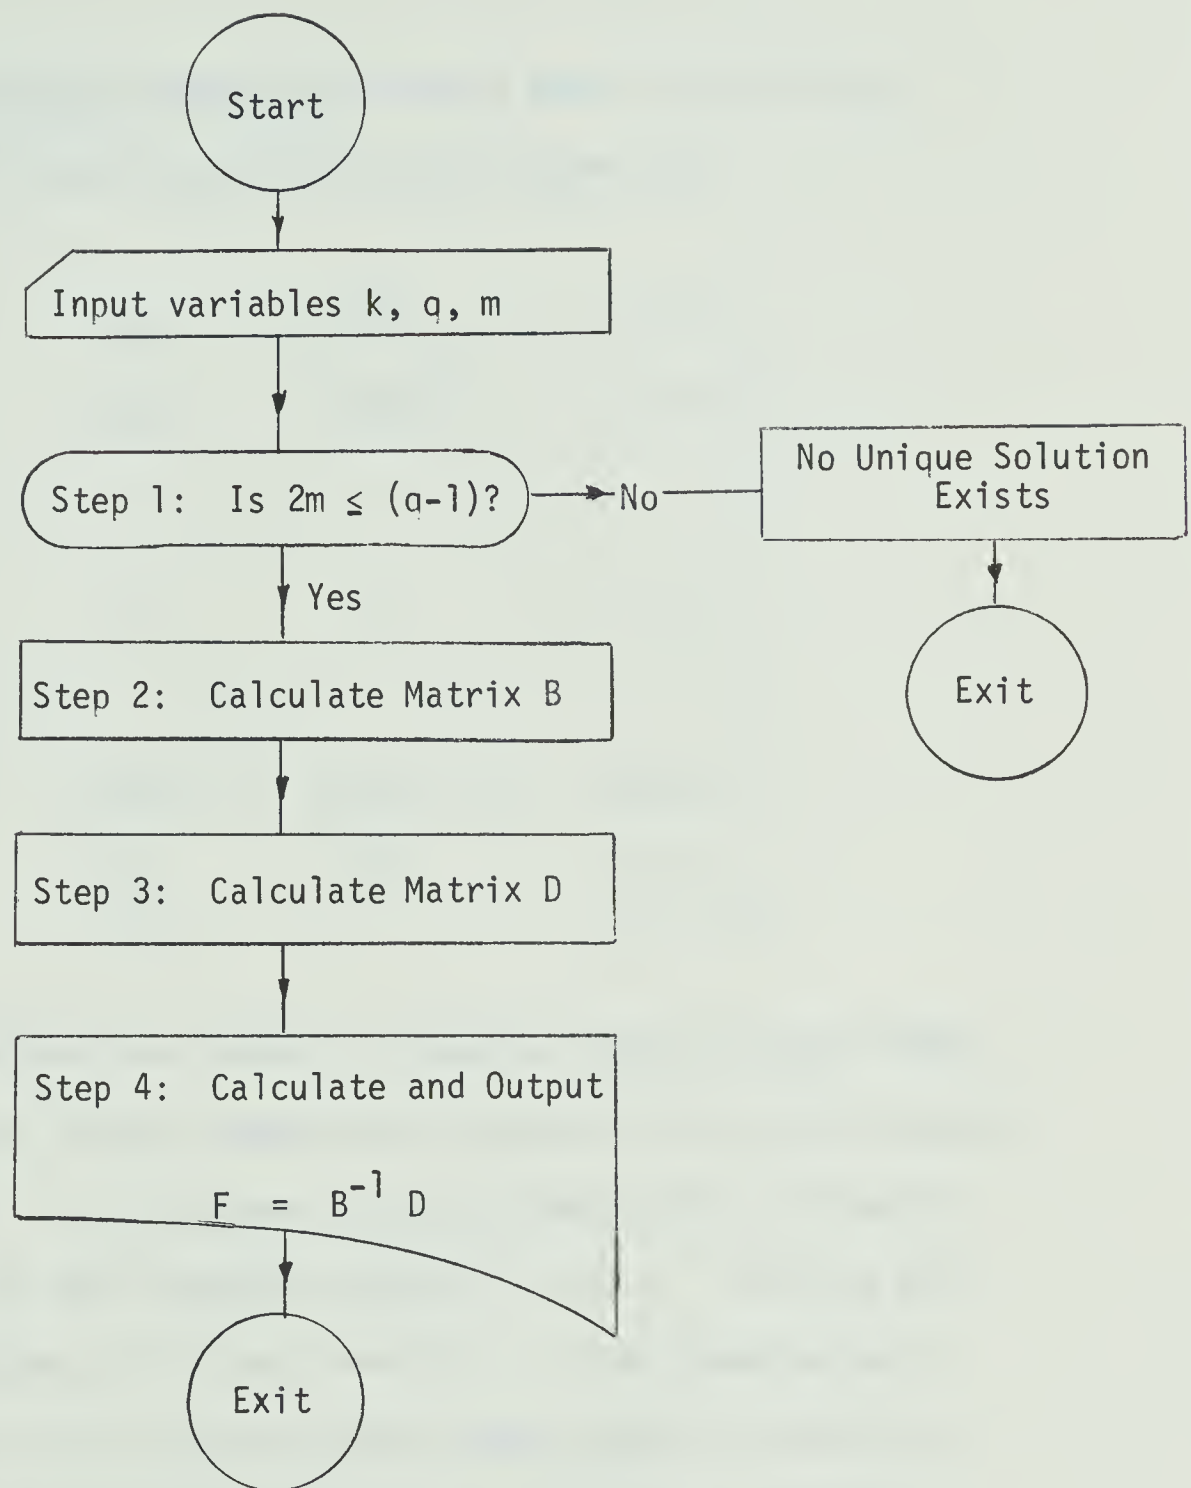 Start
Input variables k, q, m
Step 1: Is 2m ≤ (q-1)?
No
No Unique Solution
Exists
Yes
Exit
Step 2: Calculate Matrix B
Step 3: Calculate Matrix D
Step 4: Calculate and Output
F = B⁻¹ D
Exit